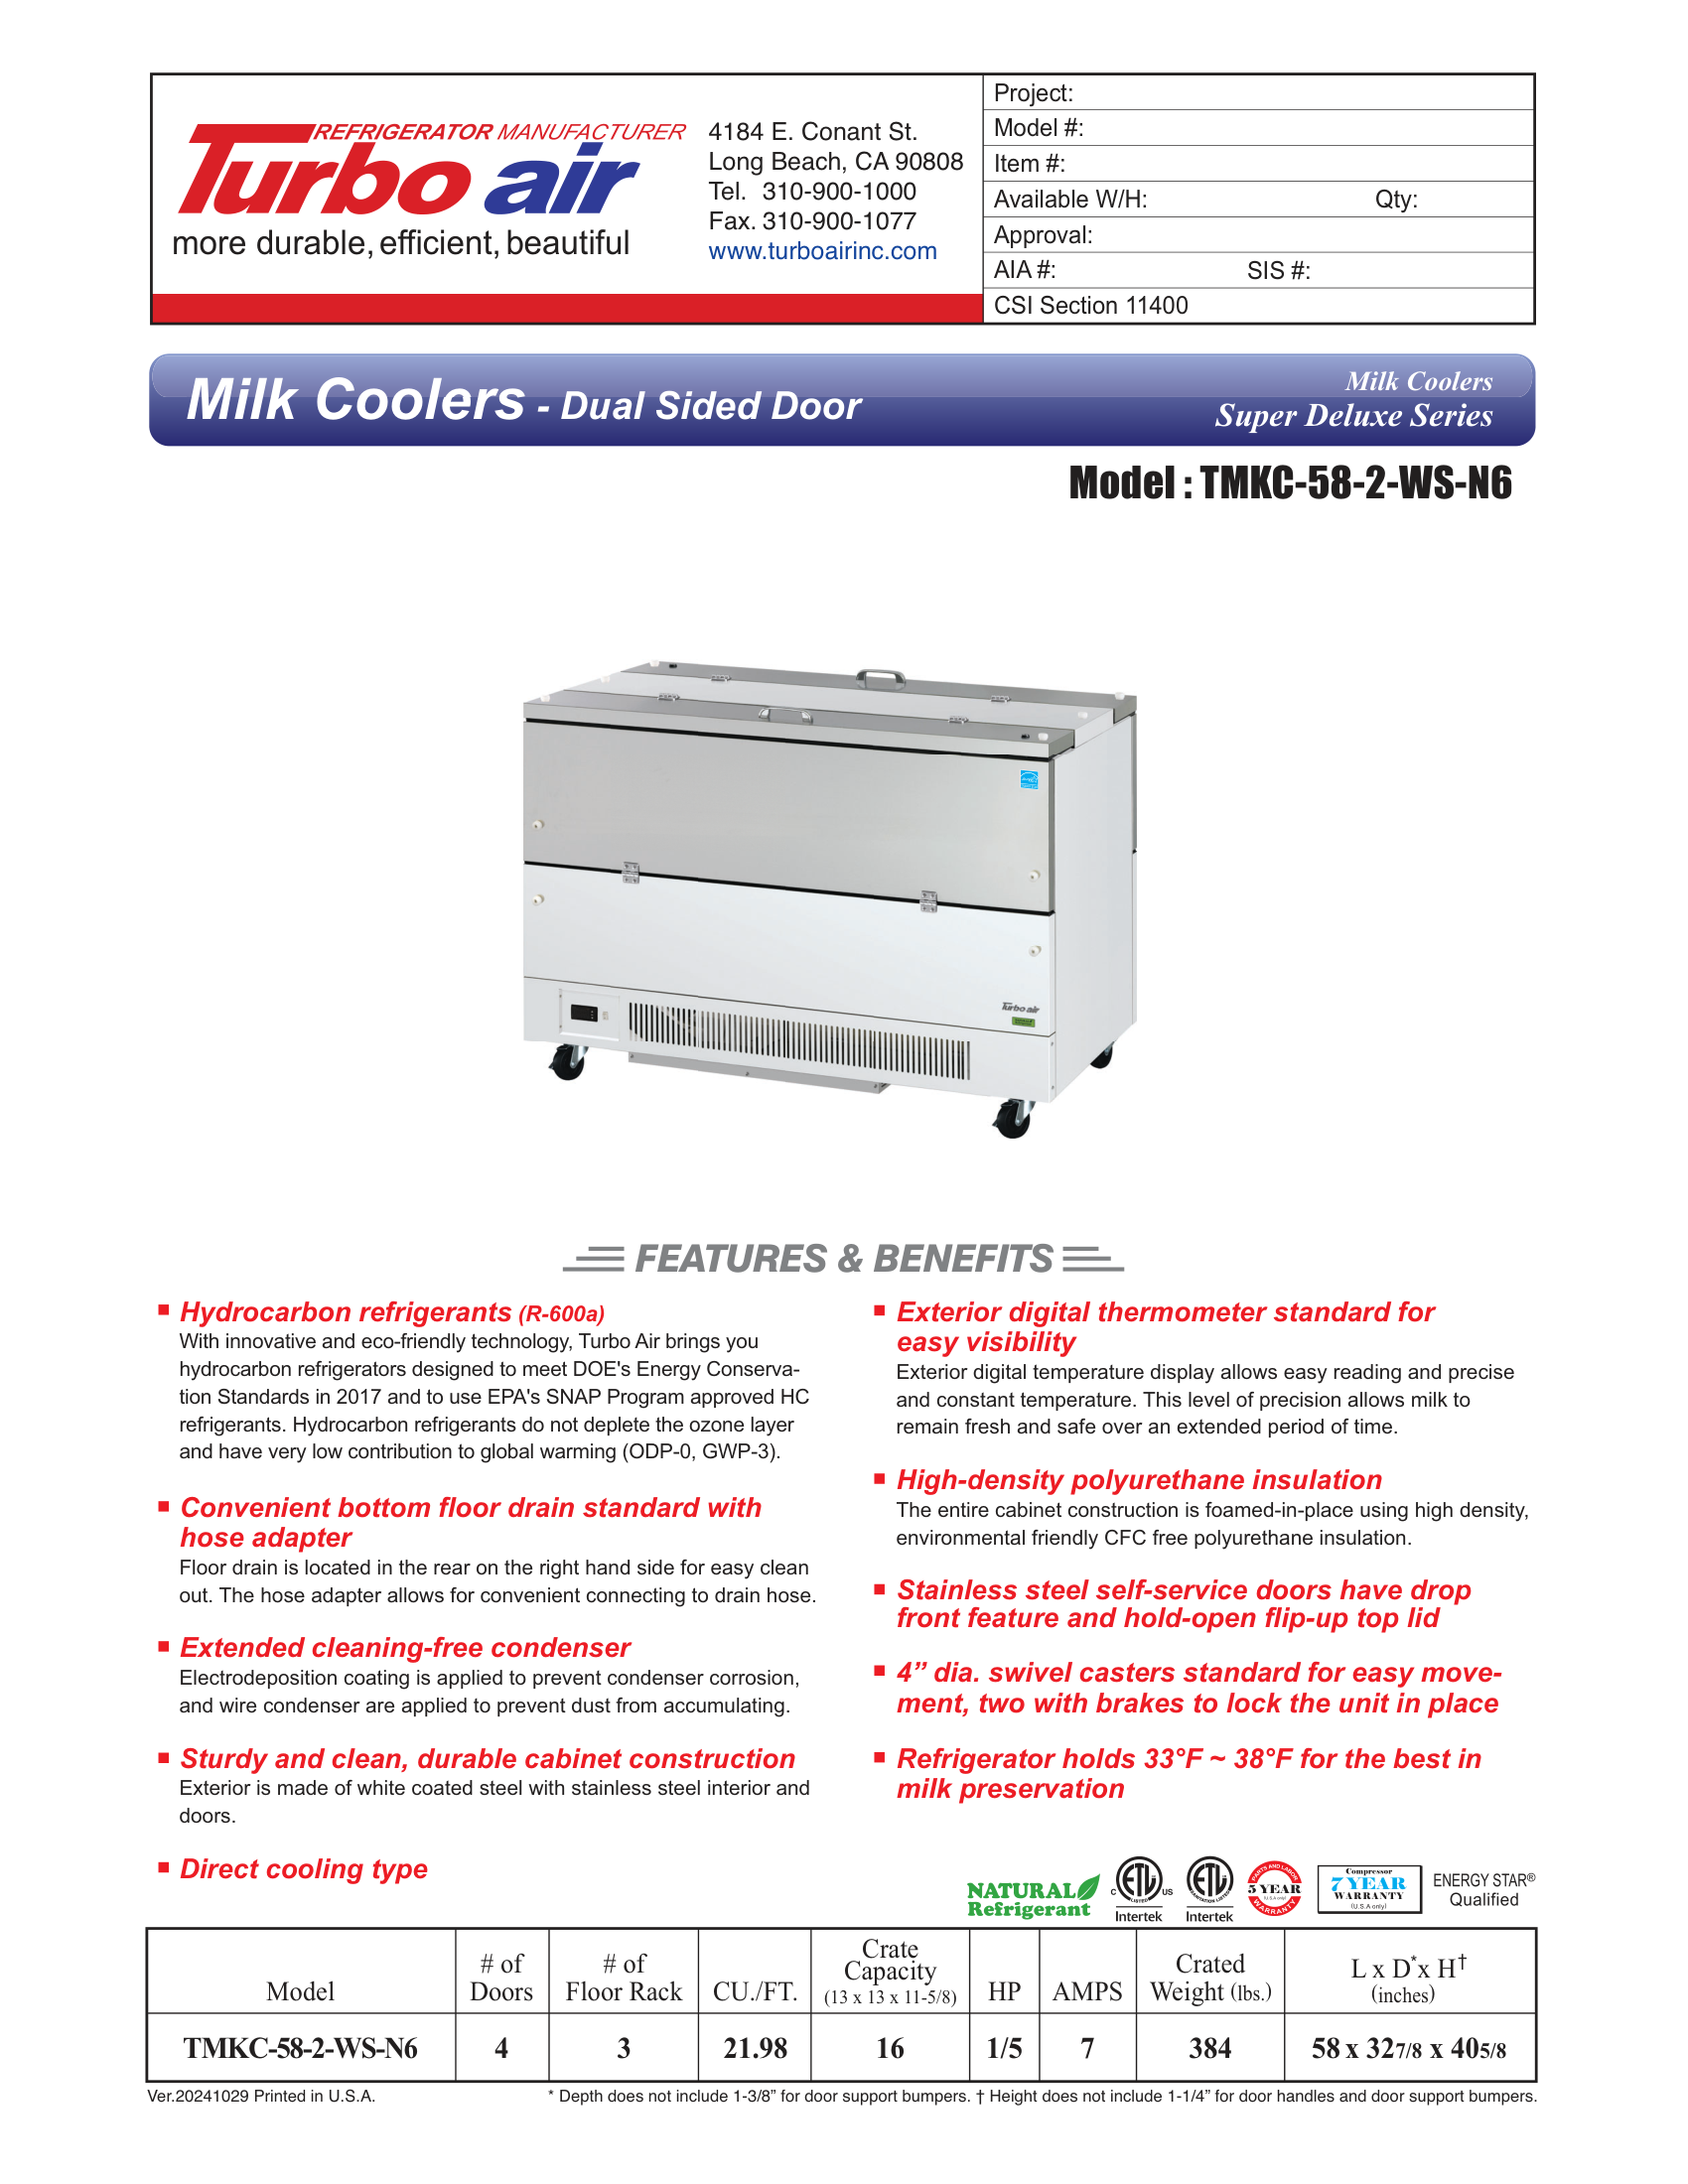 REFRIGERATOR MANUFACTURER
Turbo air
more durable, efficient, beautiful
4184 E. Conant St.
Long Beach, CA 90808
Tel. 310-900-1000
Fax. 310-900-1077
www.turboairinc.com
Project:
Model #:
Item #:
Available W/H: Qty:
Approval:
AIA #: SIS #:
CSI Section 11400
Milk Coolers - Dual Sided Door
Milk Coolers
Super Deluxe Series
Model : TMKC-58-2-WS-N6
Turbo air
FEATURES & BENEFITS
Hydrocarbon refrigerants (R-600a)
With innovative and eco-friendly technology, Turbo Air brings you
hydrocarbon refrigerators designed to meet DOE's Energy Conserva-
tion Standards in 2017 and to use EPA's SNAP Program approved HC
refrigerants. Hydrocarbon refrigerants do not deplete the ozone layer
and have very low contribution to global warming (ODP-0, GWP-3).
Convenient bottom floor drain standard with
hose adapter
Floor drain is located in the rear on the right hand side for easy clean
out. The hose adapter allows for convenient connecting to drain hose.
Extended cleaning-free condenser
Electrodeposition coating is applied to prevent condenser corrosion,
and wire condenser are applied to prevent dust from accumulating.
Sturdy and clean, durable cabinet construction
Exterior is made of white coated steel with stainless steel interior and
doors.
Direct cooling type
Exterior digital thermometer standard for
easy visibility
Exterior digital temperature display allows easy reading and precise
and constant temperature. This level of precision allows milk to
remain fresh and safe over an extended period of time.
High-density polyurethane insulation
The entire cabinet construction is foamed-in-place using high density,
environmental friendly CFC free polyurethane insulation.
Stainless steel self-service doors have drop
front feature and hold-open flip-up top lid
4” dia. swivel casters standard for easy move-
ment, two with brakes to lock the unit in place
Refrigerator holds 33°F ~ 38°F for the best in
milk preservation
NATURAL
Refrigerant
C ETL US
LISTED
Intertek
ETL
SANITATION LISTED
Intertek
PARTS AND LABOR
5 YEAR
(U.S.A only)
WARRANTY
Compressor
7 YEAR
WARRANTY
(U.S.A only)
ENERGY STAR®
Qualified
Model # of Doors # of Floor Rack CU./FT. Crate Capacity (13 x 13 x 11-5/8) HP AMPS Crated Weight (lbs.) L x D* x H† (inches)
TMKC-58-2-WS-N6 4 3 21.98 16 1/5 7 384 58 x 32 7/8 x 40 5/8
Ver.20241029 Printed in U.S.A.
* Depth does not include 1-3/8” for door support bumpers. † Height does not include 1-1/4” for door handles and door support bumpers.